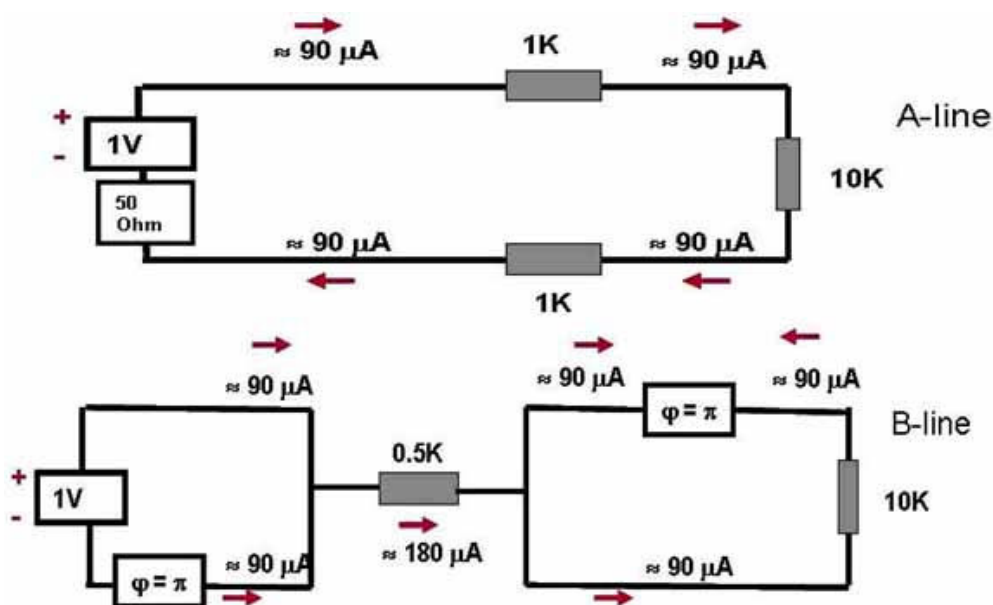 ≈ 90 μA
1K
≈ 90 μA
A-line
+
-
1V
50
Ohm
10K
≈ 90 μA
≈ 90 μA
1K
≈ 90 μA
≈ 90 μA
≈ 90 μA
φ = π
B-line
0.5K
+
-
1V
10K
≈ 180 μA
≈ 90 μA
φ = π
≈ 90 μA